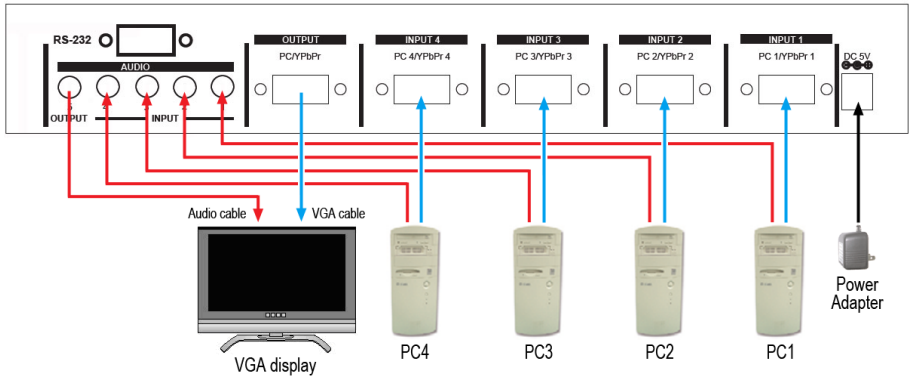 RS-232
AUDIO
OUTPUT
INPUT
OUTPUT
PC/YPbPr
INPUT 4
PC 4/YPbPr 4
INPUT 3
PC 3/YPbPr 3
INPUT 2
PC 2/YPbPr 2
INPUT 1
PC 1/YPbPr 1
DC 5V
Audio cable
VGA cable
VGA display
PC4
PC3
PC2
PC1
Power
Adapter